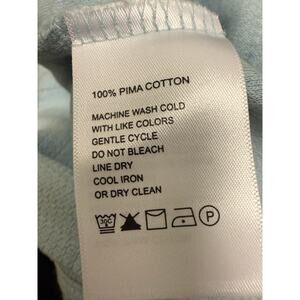 100% PIMA COTTON
MACHINE WASH COLD
WITH LIKE COLORS
GENTLE CYCLE
DO NOT BLEACH
LINE DRY
COOL IRON
OR DRY CLEAN
30C P